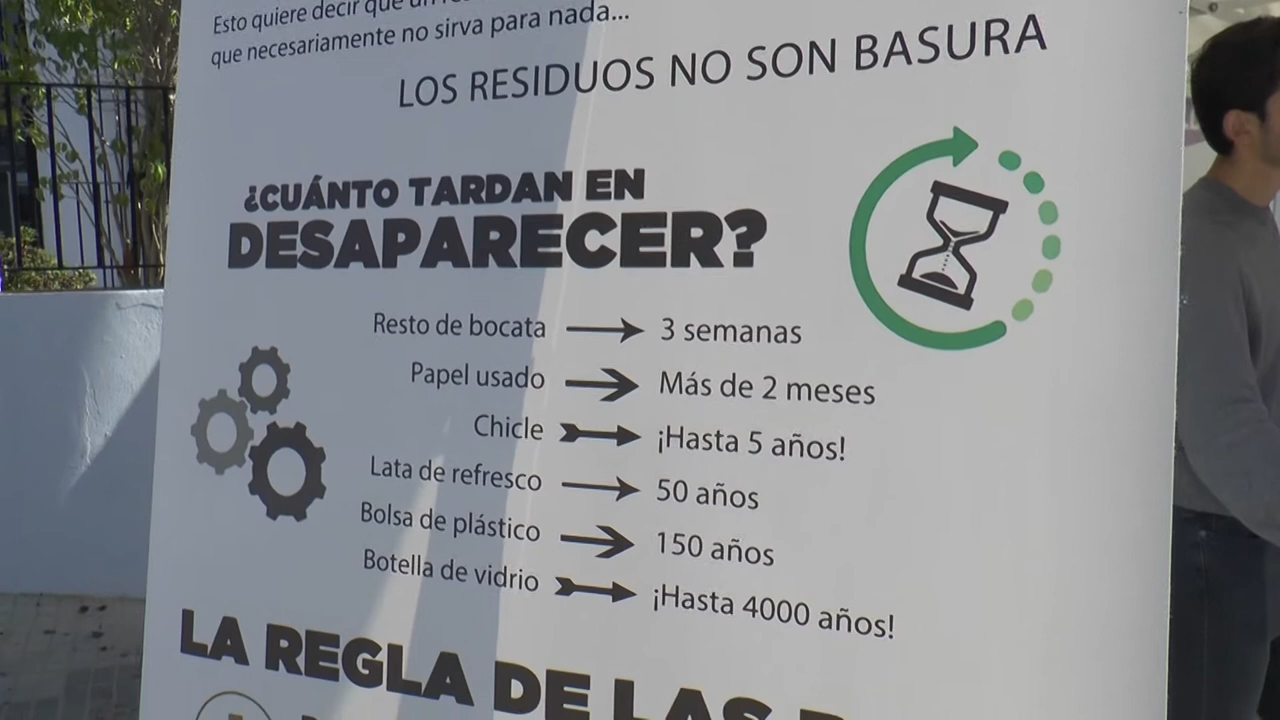 Esto quiere decir que un
que necesariamente no sirva para nada...
LOS RESIDUOS NO SON BASURA
¿CUÁNTO TARDAN EN
DESAPARECER?
Resto de bocata → 3 semanas
Papel usado → Más de 2 meses
Chicle → ¡Hasta 5 años!
Lata de refresco → 50 años
Bolsa de plástico → 150 años
Botella de vidrio → ¡Hasta 4000 años!
LA REGLA DE LAS